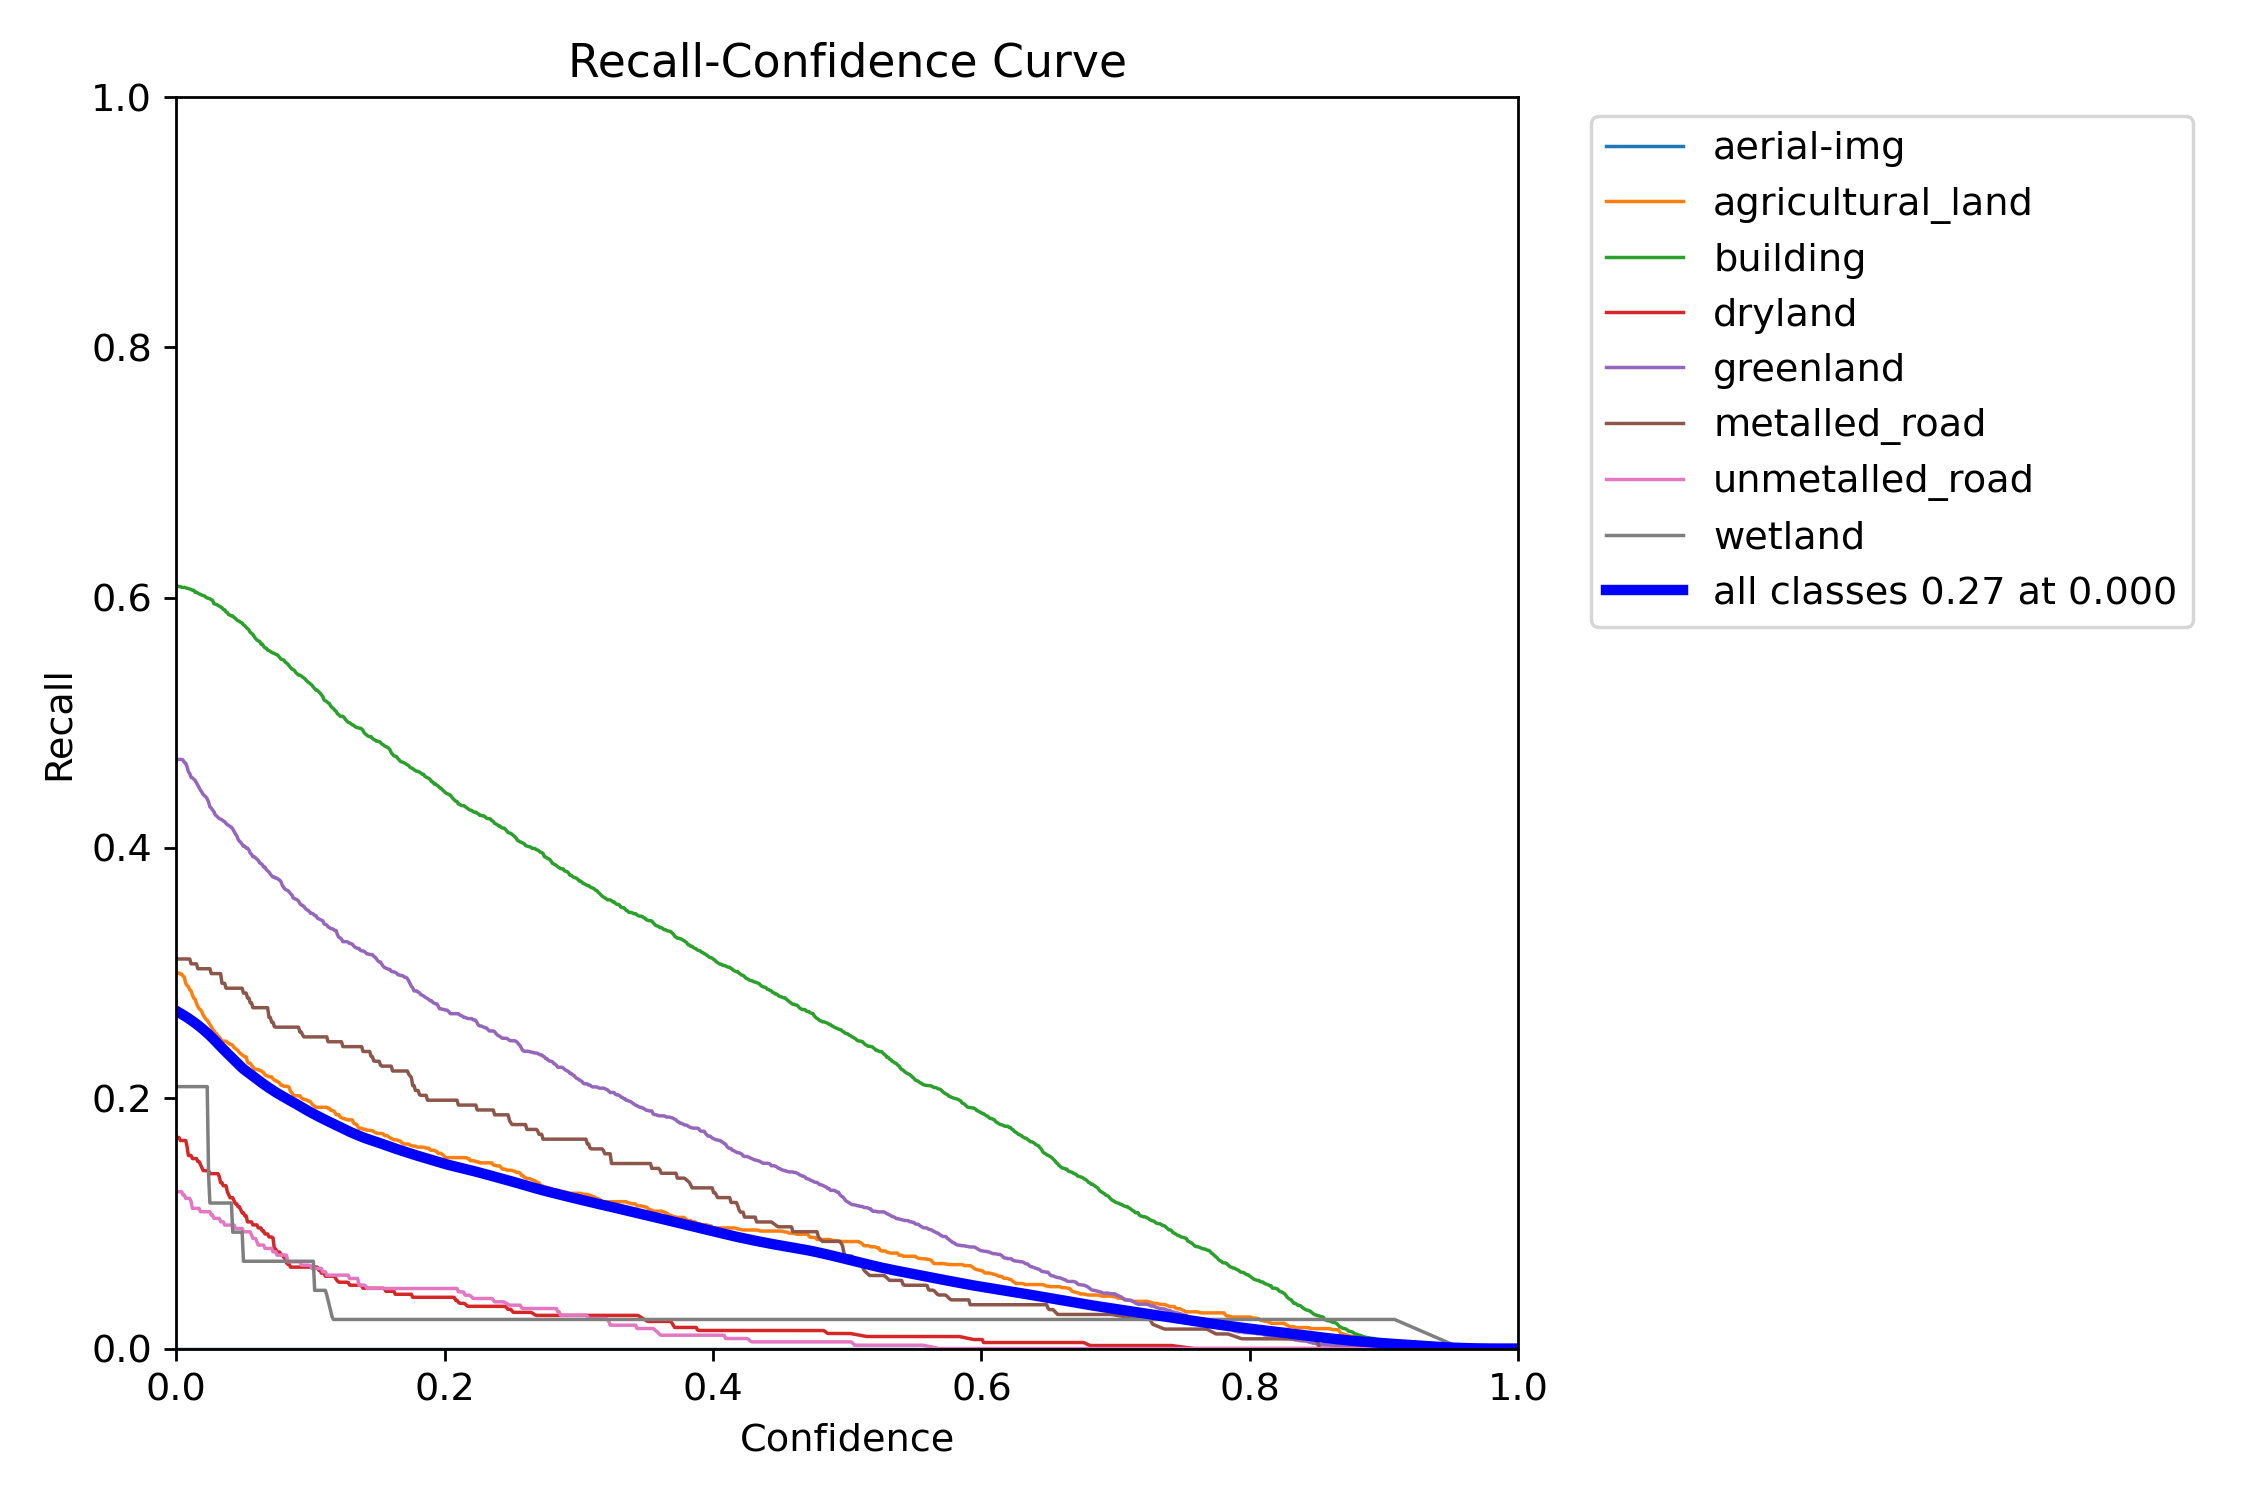 Recall-Confidence Curve
1.0
0.8
0.6
0.4
0.2
0.0
Recall
0.0 0.2 0.4 0.6 0.8 1.0
Confidence
aerial-img
agricultural_land
building
dryland
greenland
metalled_road
unmetalled_road
wetland
all classes 0.27 at 0.000